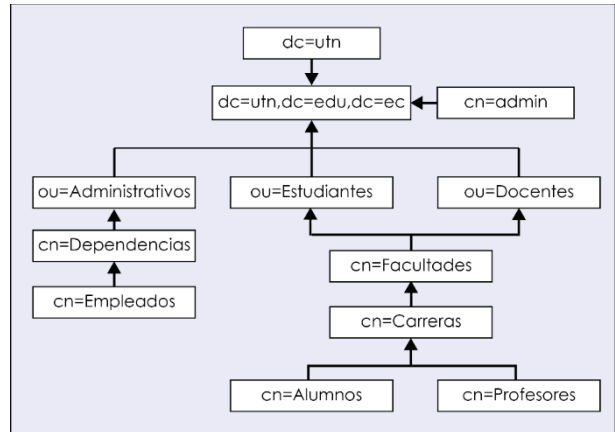 dc=utn
dc=utn,dc=edu,dc=ec
cn=admin
ou=Administrativos
ou=Estudiantes
ou=Docentes
cn=Dependencias
cn=Facultades
cn=Empleados
cn=Carreras
cn=Alumnos
cn=Profesores